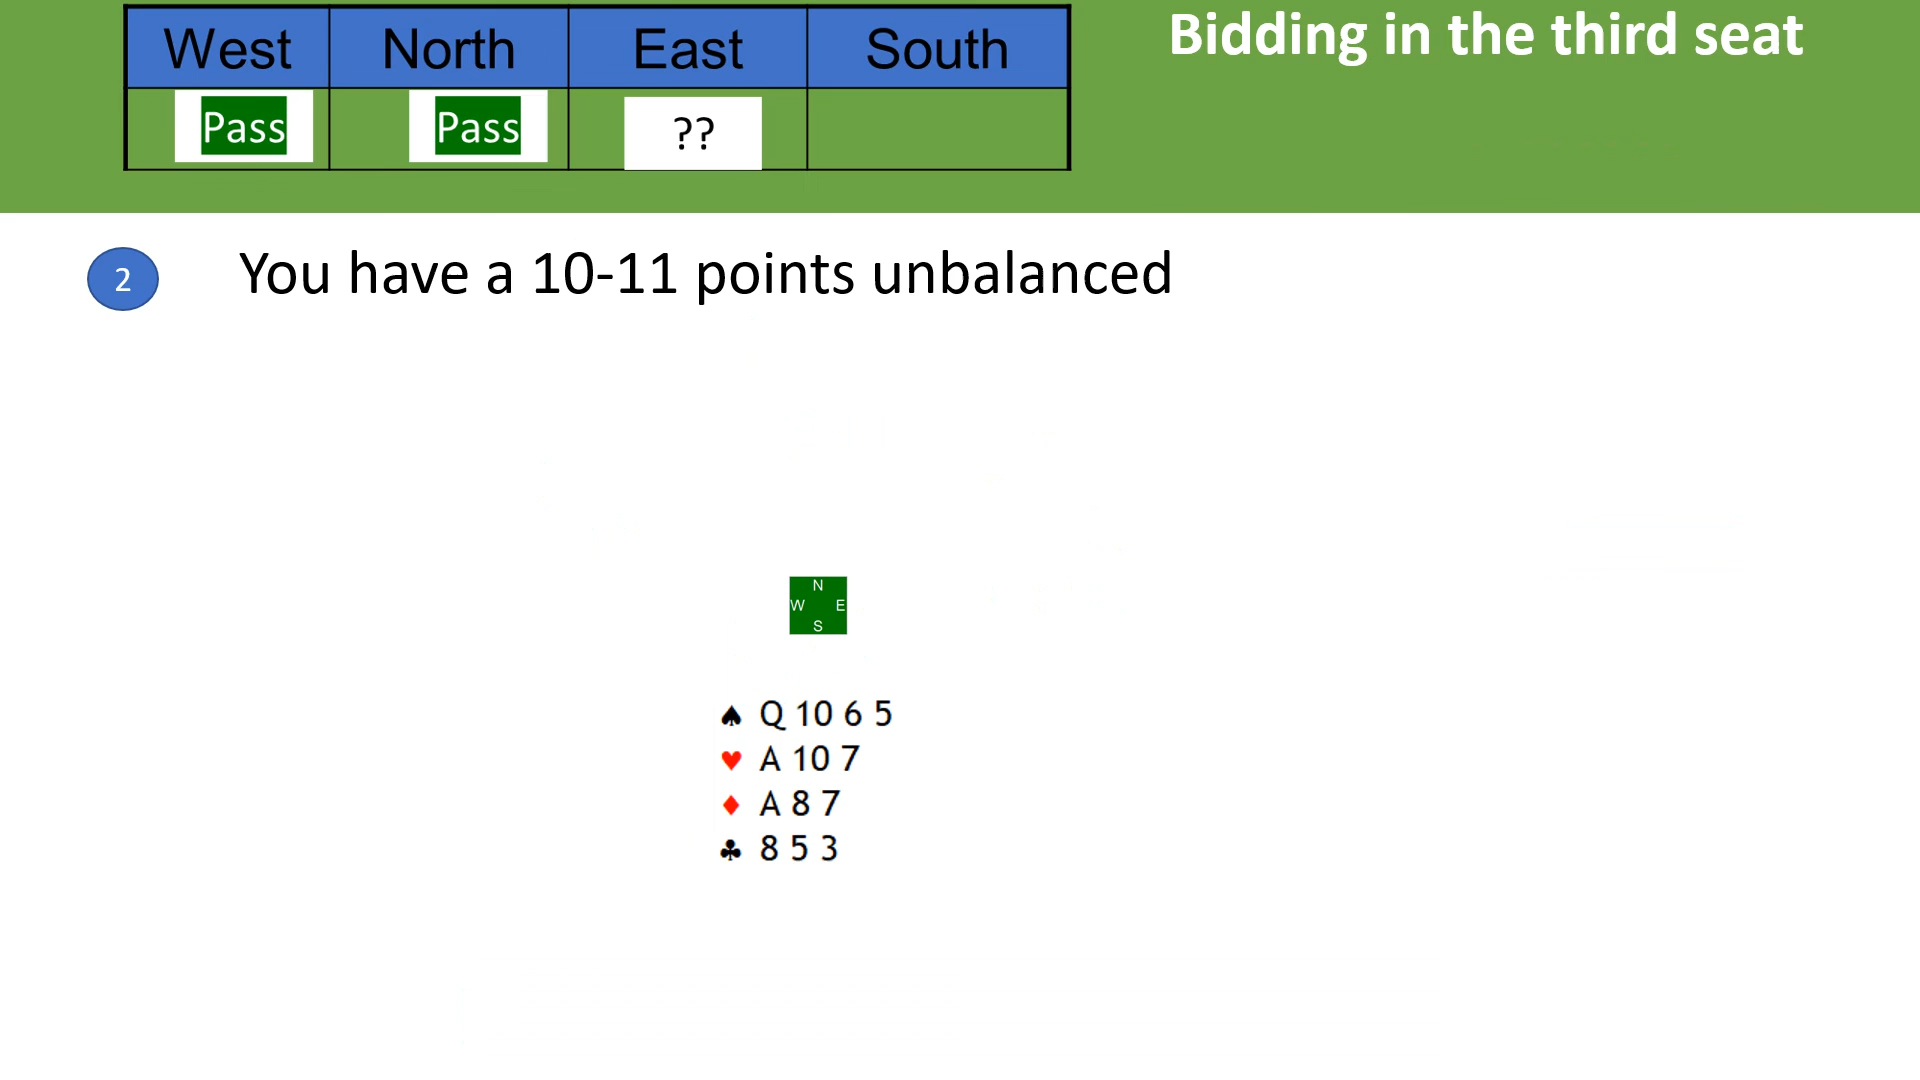 Bidding in the third seat
West North East South
Pass Pass ??
2 You have a 10-11 points unbalanced
N
W E
S
♠ Q 10 6 5
♥ A 10 7
♦ A 8 7
♣ 8 5 3